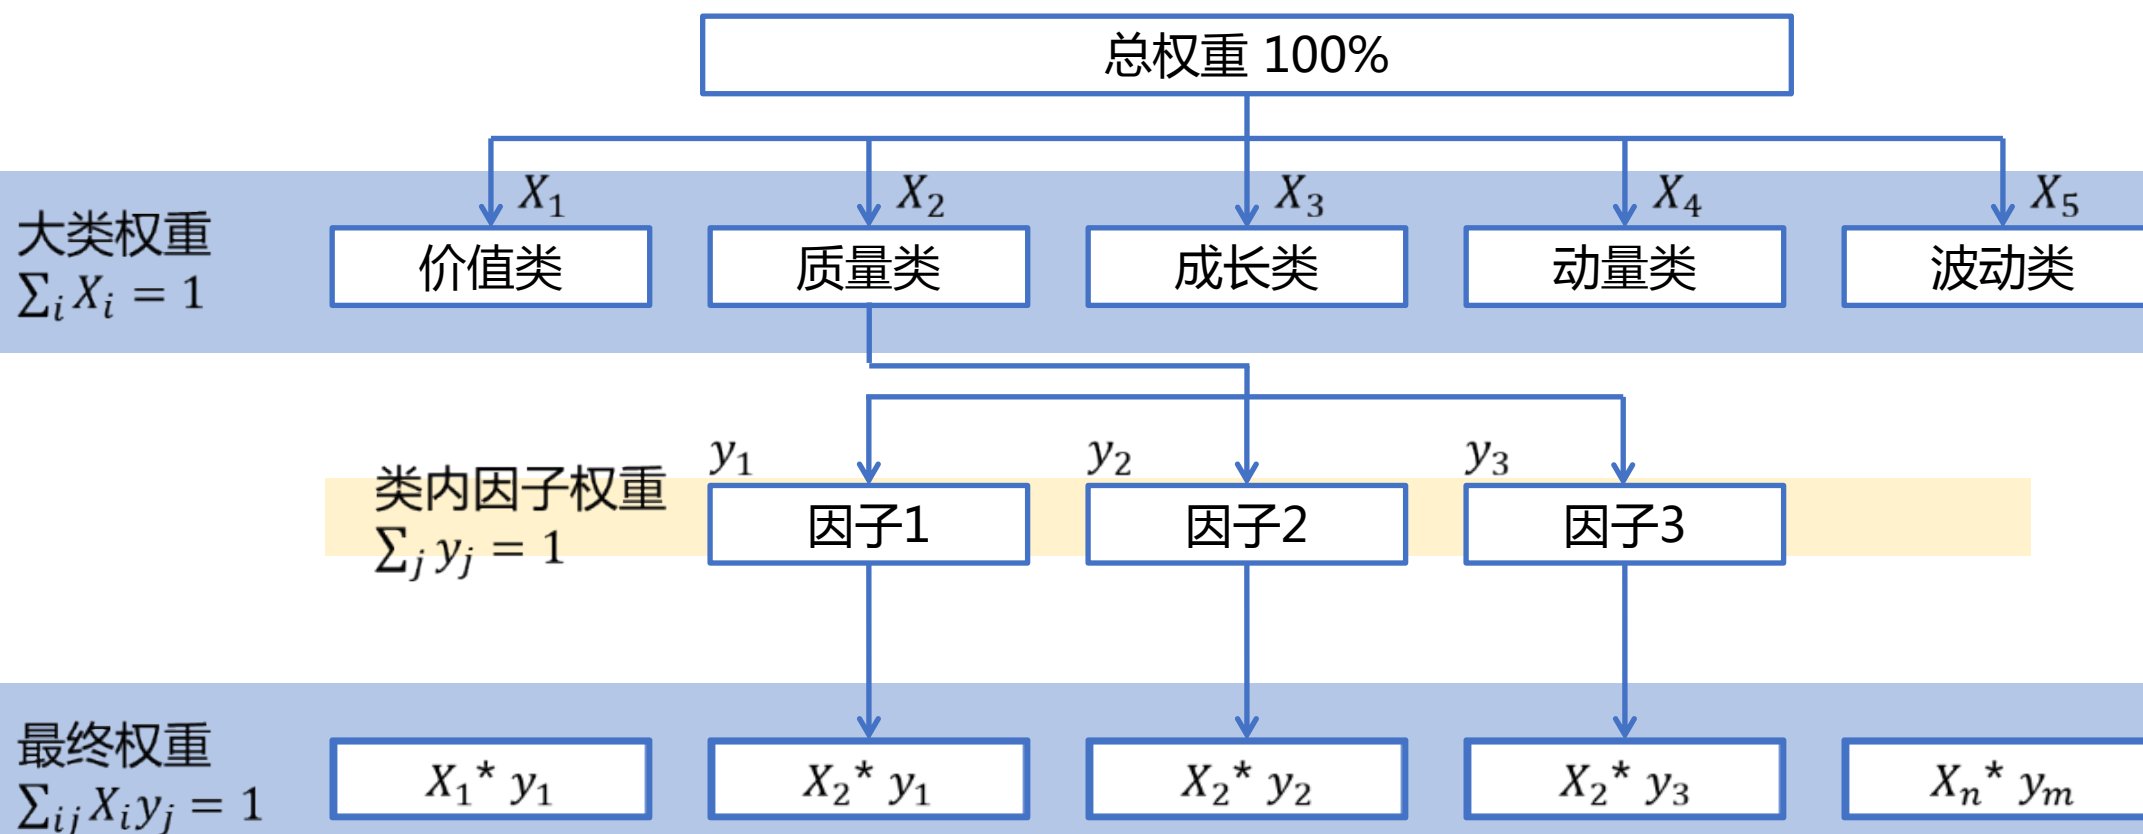 总权重 100%
X₁ X₂ X₃ X₄ X₅
大类权重
∑ᵢ Xᵢ = 1
价值类 质量类 成长类 动量类 波动类
y₁ y₂ y₃
类内因子权重
∑ⱼ yⱼ = 1
因子1 因子2 因子3
最终权重
∑ᵢⱼ Xᵢyⱼ = 1
X₁* y₁ X₂* y₁ X₂* y₂ X₂* y₃ Xₙ* yₘ